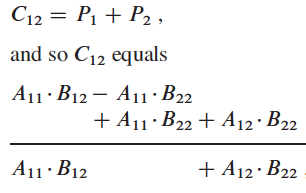 C₁₂ = P₁ + P₂ ,
and so C₁₂ equals
A₁₁ · B₁₂ − A₁₁ · B₂₂
+ A₁₁ · B₂₂ + A₁₂ · B₂₂
A₁₁ · B₁₂ + A₁₂ · B₂₂